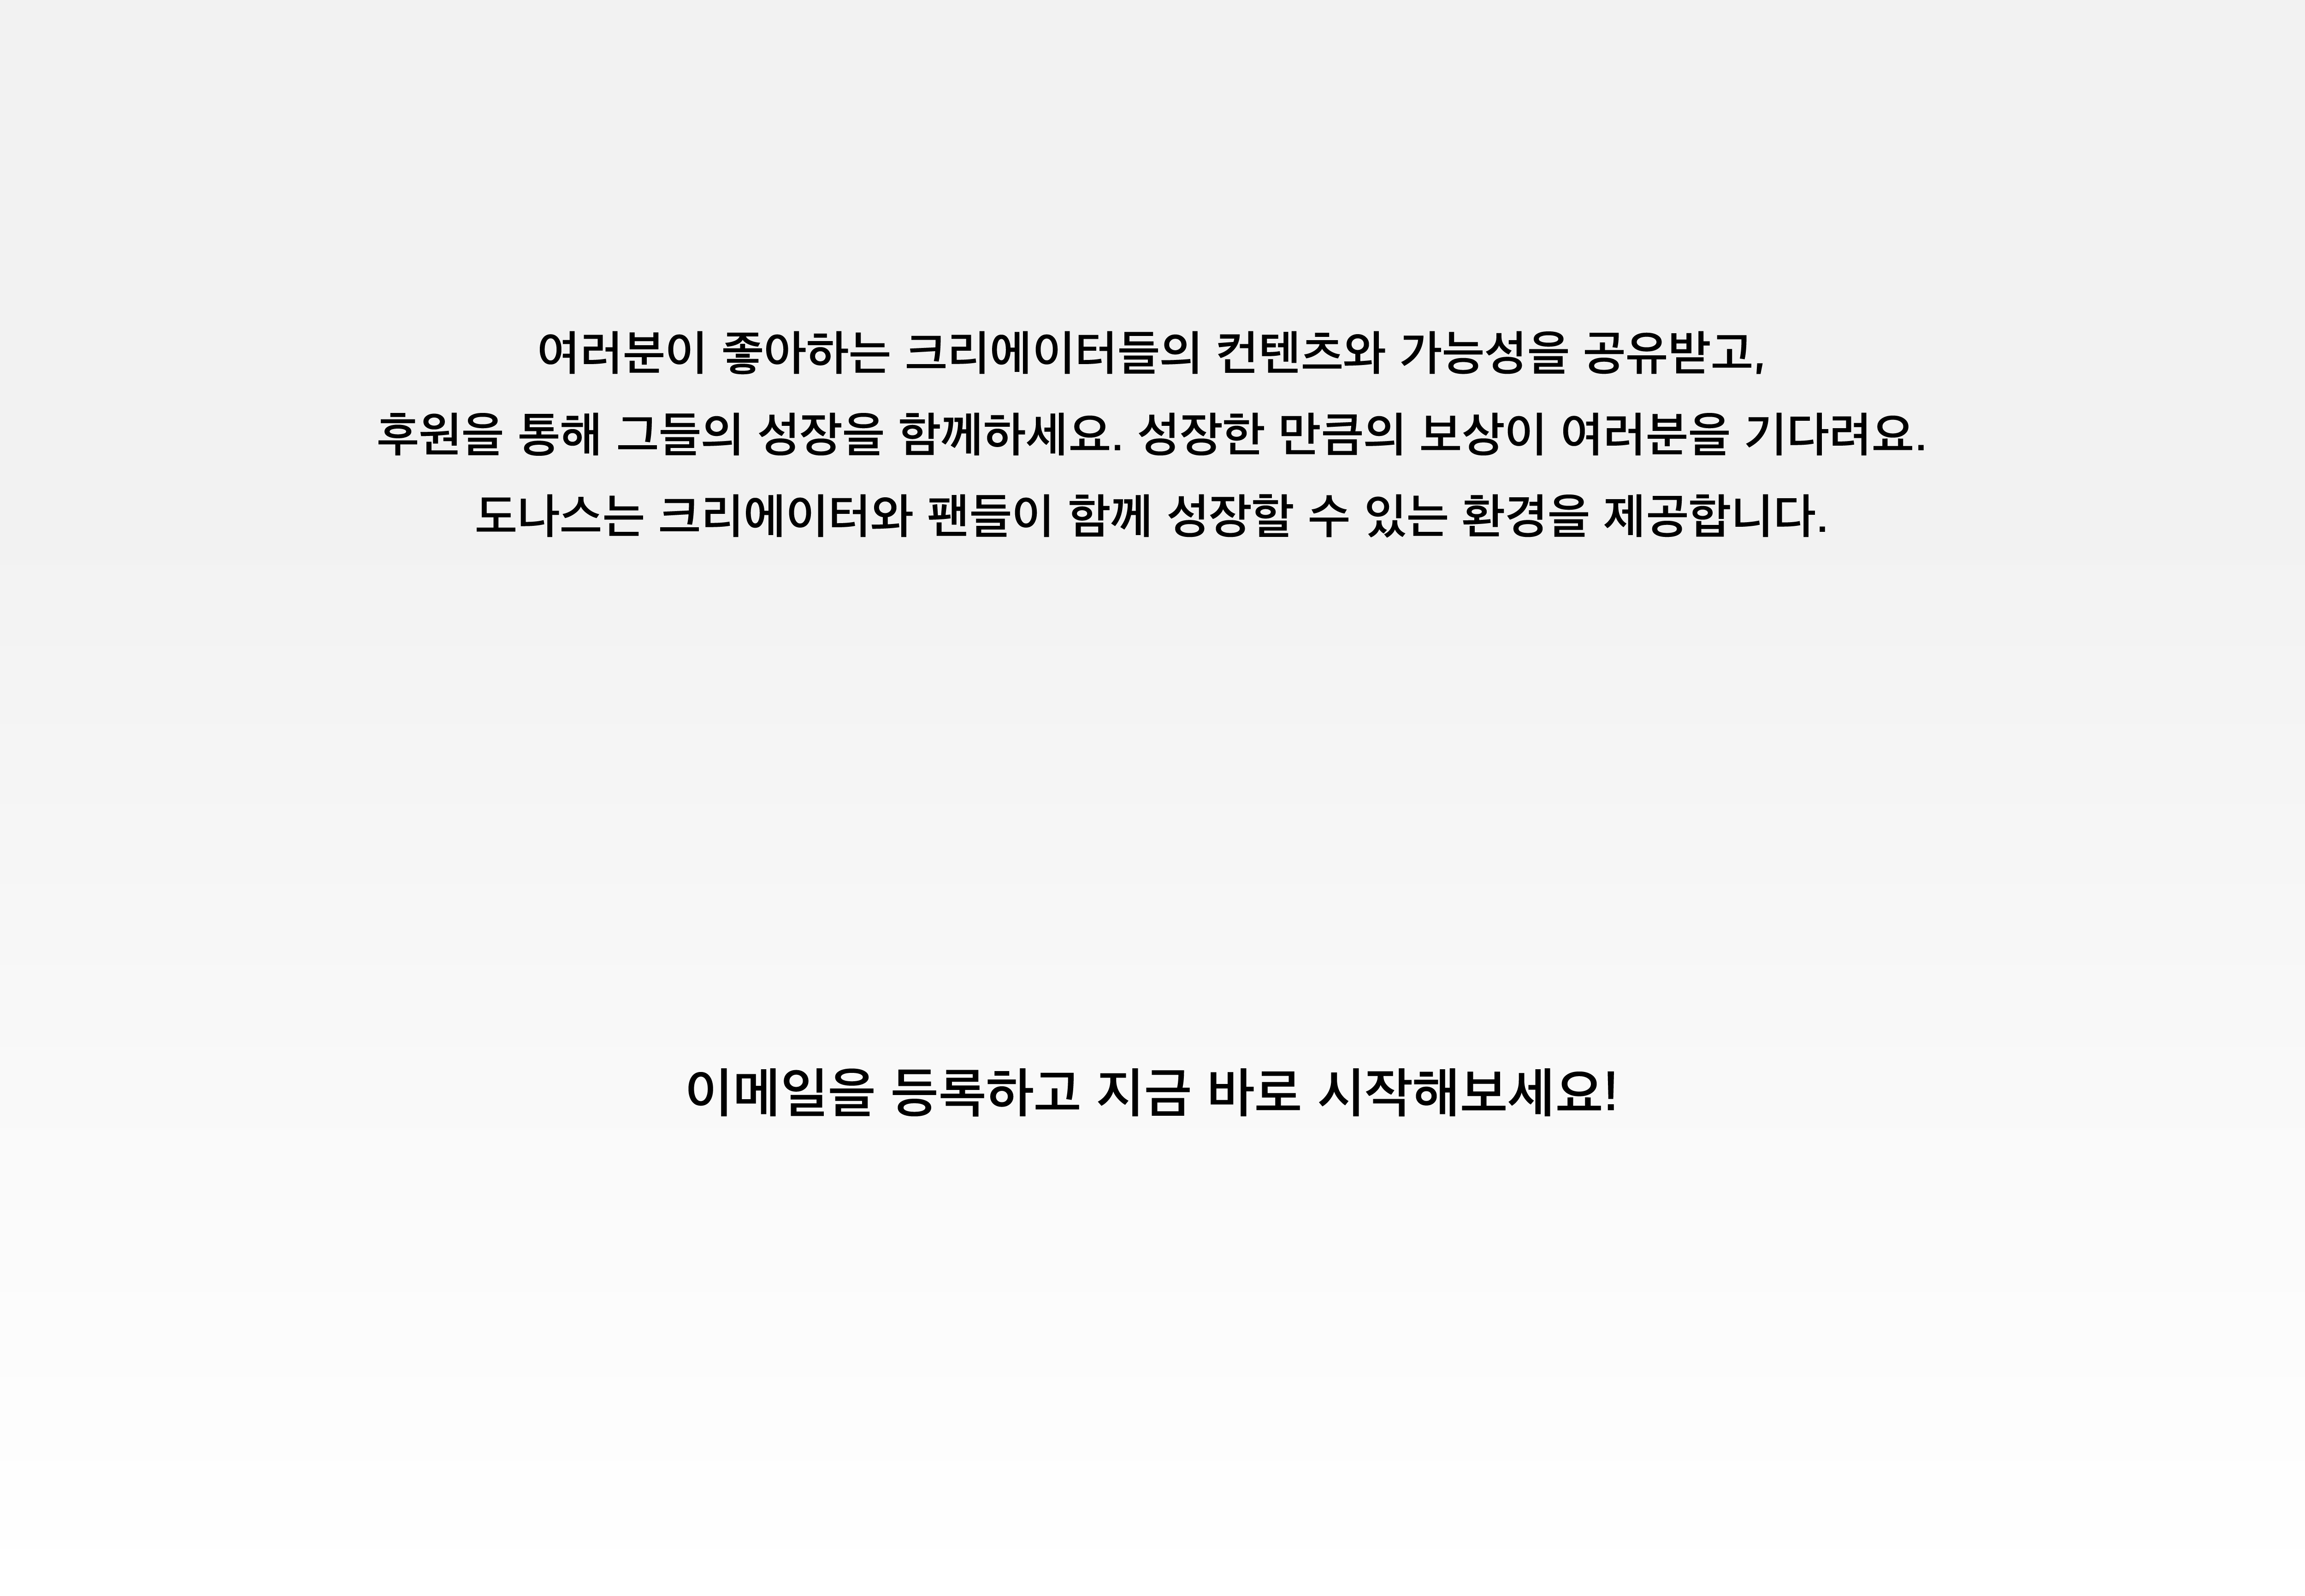 여러분이 좋아하는 크리에이터들의 컨텐츠와 가능성을 공유받고,
후원을 통해 그들의 성장을 함께하세요. 성장한 만큼의 보상이 여러분을 기다려요.
도나스는 크리에이터와 팬들이 함께 성장할 수 있는 환경을 제공합니다.
이메일을 등록하고 지금 바로 시작해보세요!